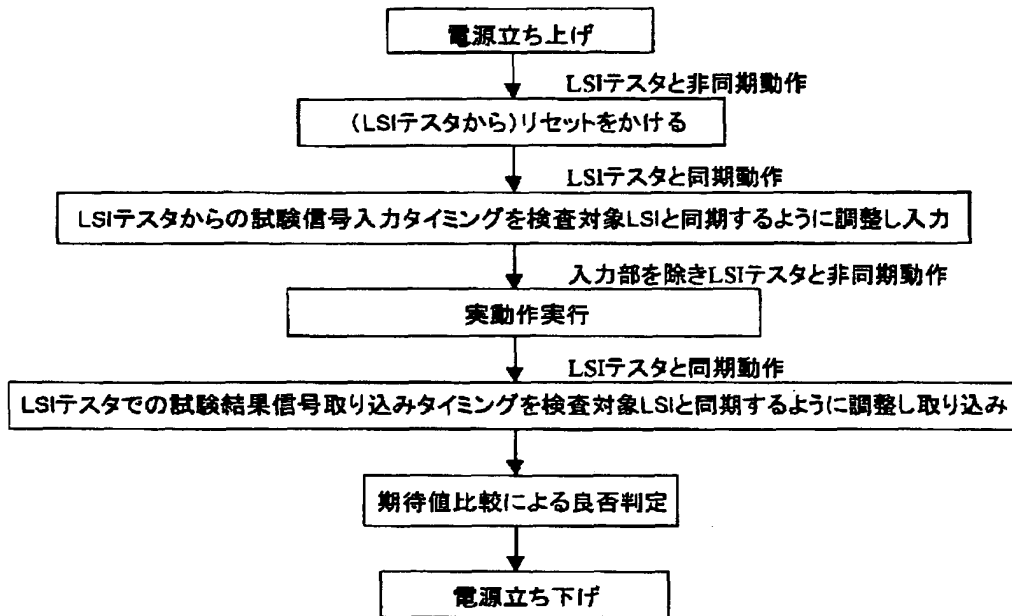 電源立ち上げ
LSIテスタと非同期動作
(LSIテスタから)リセットをかける
LSIテスタと同期動作
LSIテスタからの試験信号入力タイミングを検査対象LSIと同期するように調整し入力
入力部を除きLSIテスタと非同期動作
実動作実行
LSIテスタと同期動作
LSIテスタでの試験結果信号取り込みタイミングを検査対象LSIと同期するように調整し取り込み
期待値比較による良否判定
電源立ち下げ